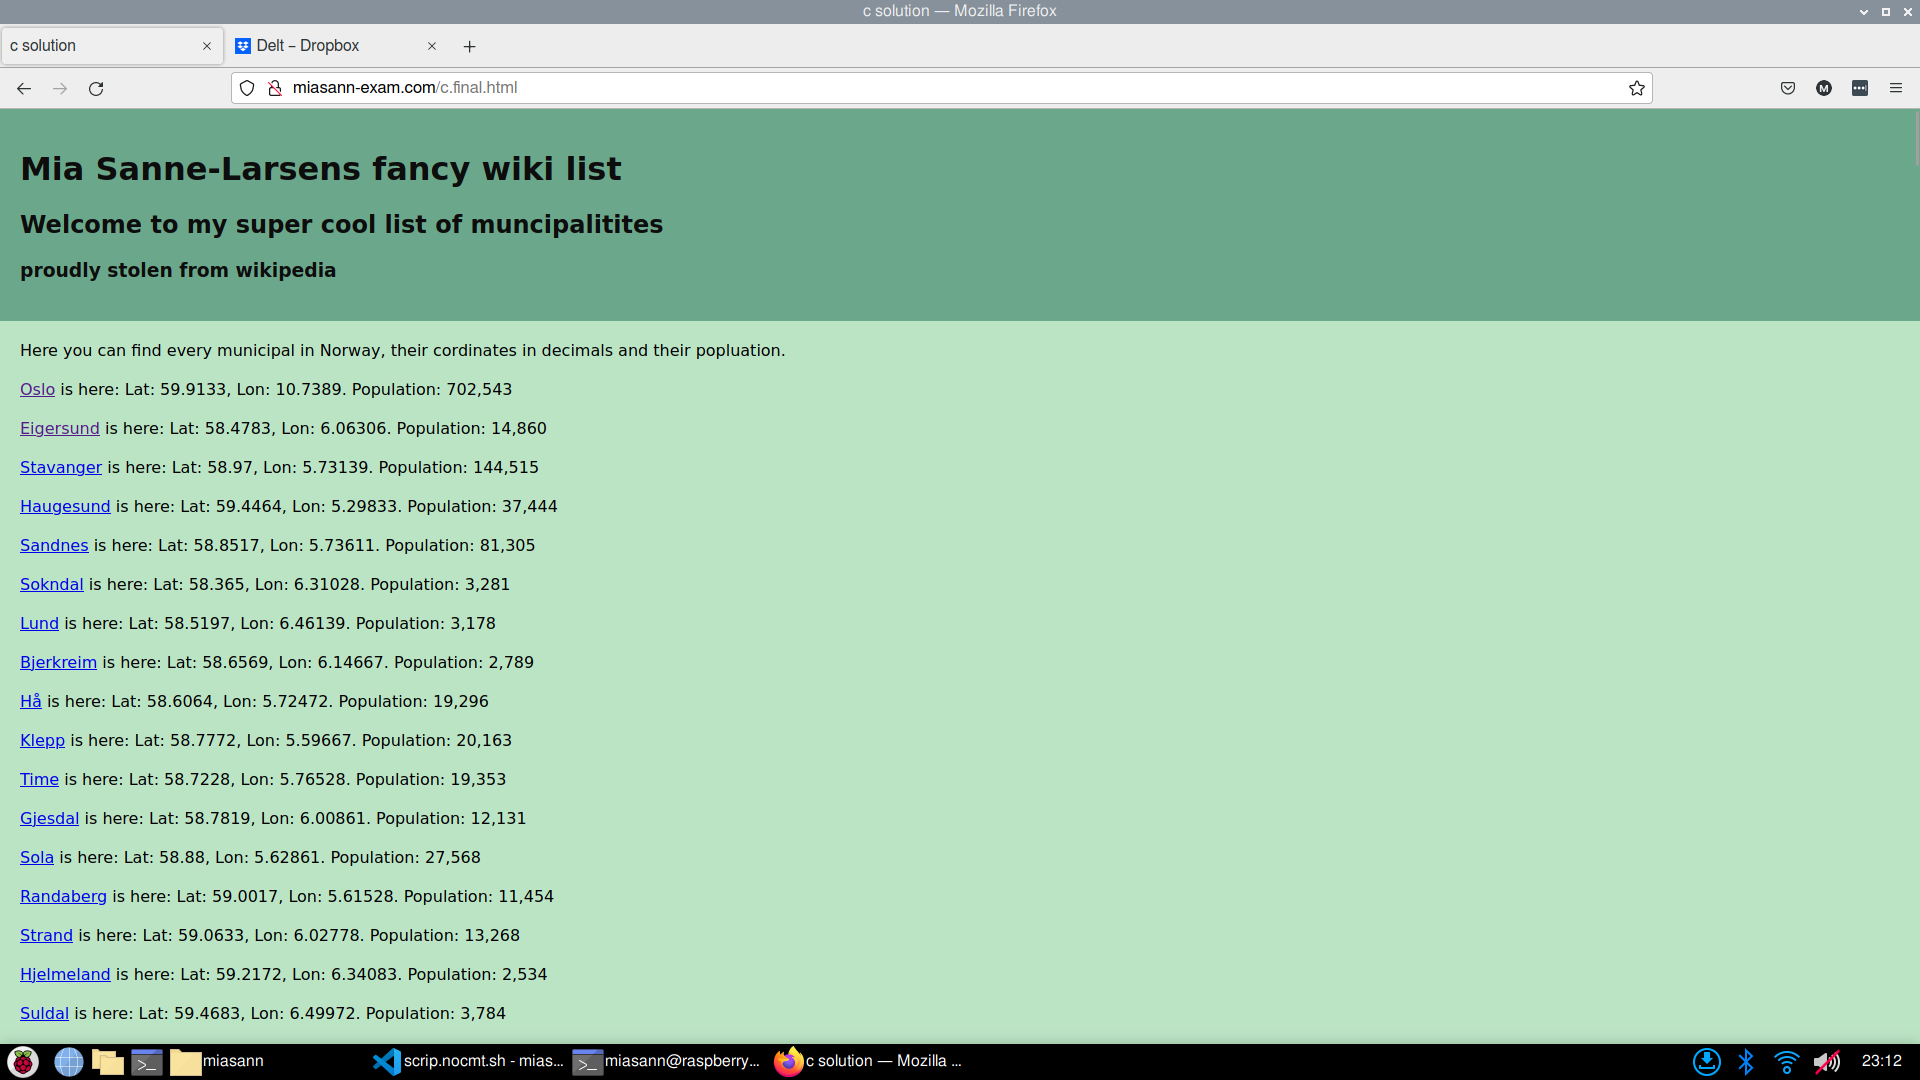 c solution — Mozilla Firefox
c solution
Delt – Dropbox
miasann-exam.com/c.final.html
M
Mia Sanne-Larsens fancy wiki list
Welcome to my super cool list of muncipalitites
proudly stolen from wikipedia
Here you can find every municipal in Norway, their cordinates in decimals and their popluation.
Oslo is here: Lat: 59.9133, Lon: 10.7389. Population: 702,543
Eigersund is here: Lat: 58.4783, Lon: 6.06306. Population: 14,860
Stavanger is here: Lat: 58.97, Lon: 5.73139. Population: 144,515
Haugesund is here: Lat: 59.4464, Lon: 5.29833. Population: 37,444
Sandnes is here: Lat: 58.8517, Lon: 5.73611. Population: 81,305
Sokndal is here: Lat: 58.365, Lon: 6.31028. Population: 3,281
Lund is here: Lat: 58.5197, Lon: 6.46139. Population: 3,178
Bjerkreim is here: Lat: 58.6569, Lon: 6.14667. Population: 2,789
Hå is here: Lat: 58.6064, Lon: 5.72472. Population: 19,296
Klepp is here: Lat: 58.7772, Lon: 5.59667. Population: 20,163
Time is here: Lat: 58.7228, Lon: 5.76528. Population: 19,353
Gjesdal is here: Lat: 58.7819, Lon: 6.00861. Population: 12,131
Sola is here: Lat: 58.88, Lon: 5.62861. Population: 27,568
Randaberg is here: Lat: 59.0017, Lon: 5.61528. Population: 11,454
Strand is here: Lat: 59.0633, Lon: 6.02778. Population: 13,268
Hjelmeland is here: Lat: 59.2172, Lon: 6.34083. Population: 2,534
Suldal is here: Lat: 59.4683, Lon: 6.49972. Population: 3,784
miasann
scrip.nocmt.sh - mias...
miasann@raspberry...
c solution — Mozilla ...
23:12